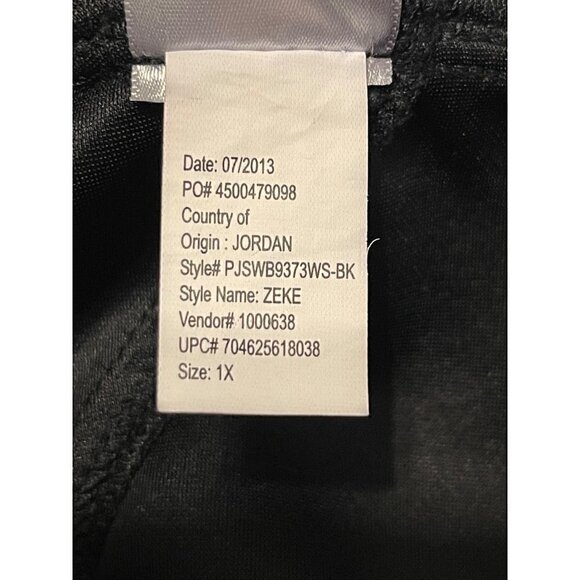 Date: 07/2013
PO# 4500479098
Country of
Origin : JORDAN
Style# PJSWB9373WS-BK
Style Name: ZEKE
Vendor# 1000638
UPC# 704625618038
Size: 1X